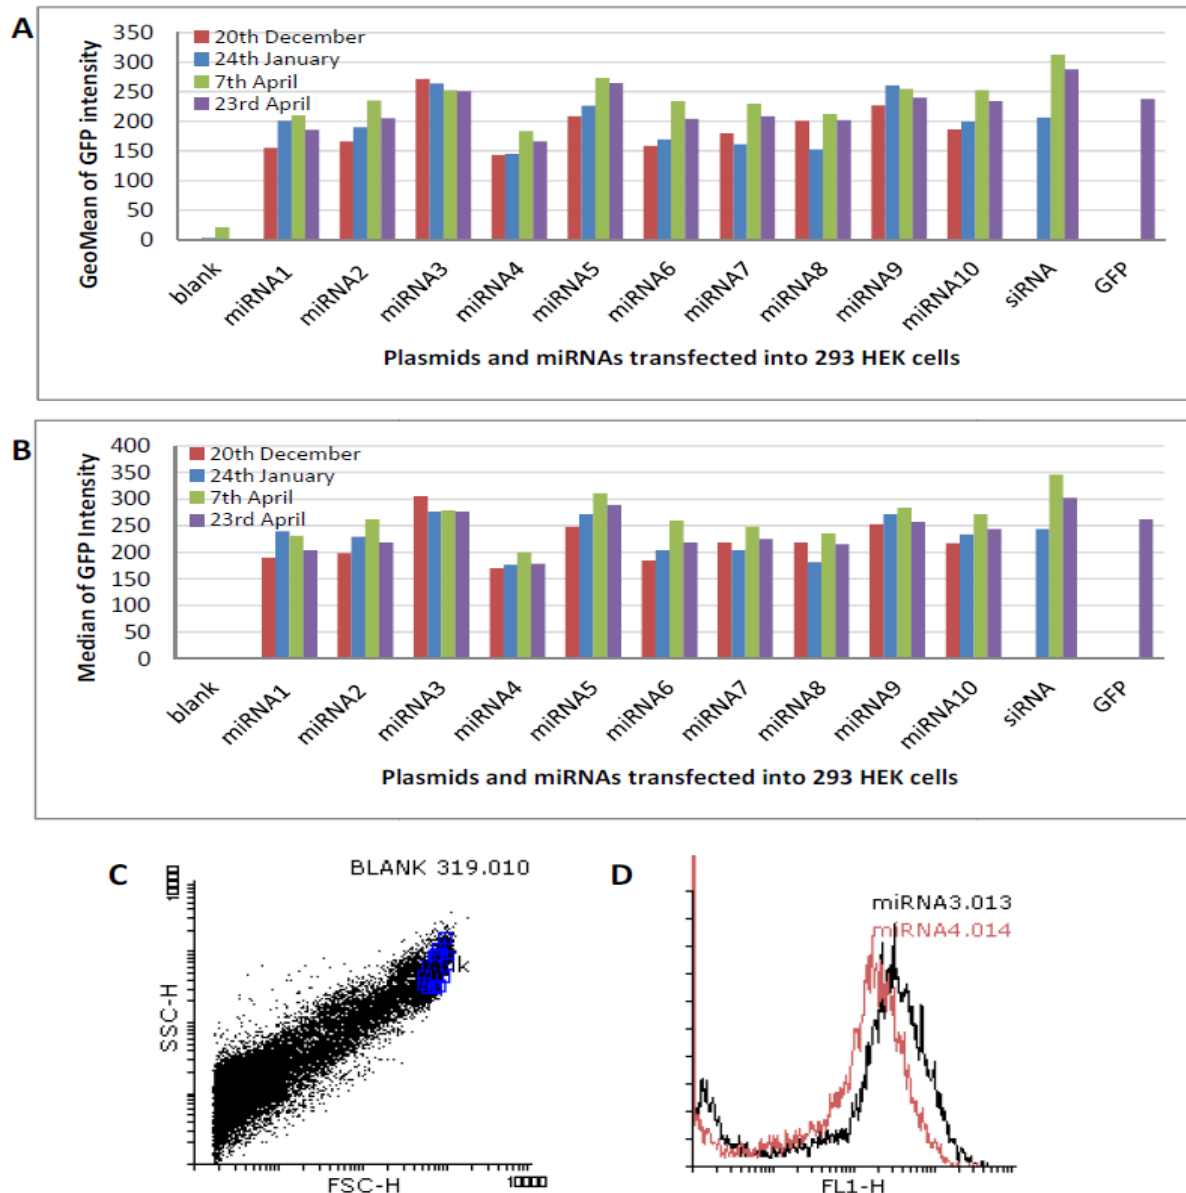 A
GeoMean of GFP intensity
350
300
250
200
150
100
50
0
20th December
24th January
7th April
23rd April
blank
miRNA1
miRNA2
miRNA3
miRNA4
miRNA5
miRNA6
miRNA7
miRNA8
miRNA9
miRNA10
siRNA
GFP
Plasmids and miRNAs transfected into 293 HEK cells
B
Median of GFP Intensity
400
350
300
250
200
150
100
50
0
20th December
24th January
7th April
23rd April
blank
miRNA1
miRNA2
miRNA3
miRNA4
miRNA5
miRNA6
miRNA7
miRNA8
miRNA9
miRNA10
siRNA
GFP
Plasmids and miRNAs transfected into 293 HEK cells
C
BLANK 319.010
SSC-H
FSC-H
D
miRNA3.013
miRNA4.014
FL1-H